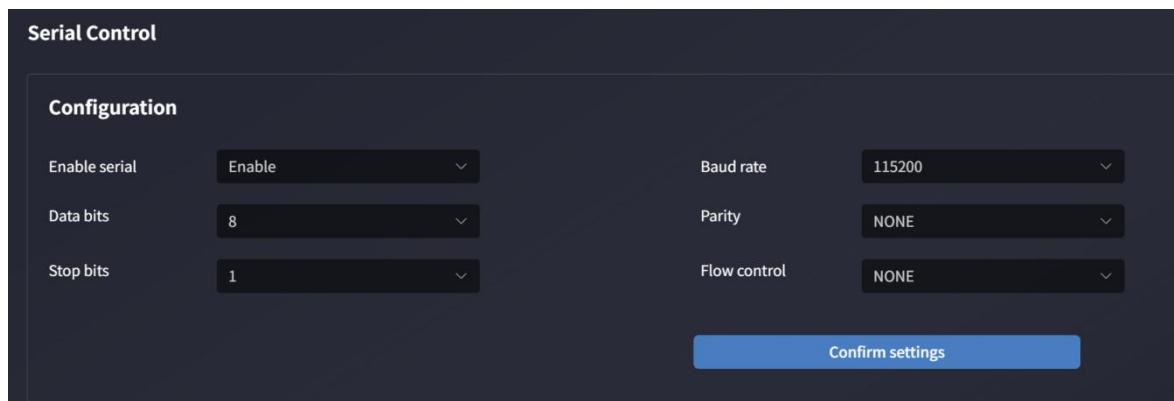 Serial Control
Configuration
Enable serial
Enable
Baud rate
115200
Data bits
8
Parity
NONE
Stop bits
1
Flow control
NONE
Confirm settings